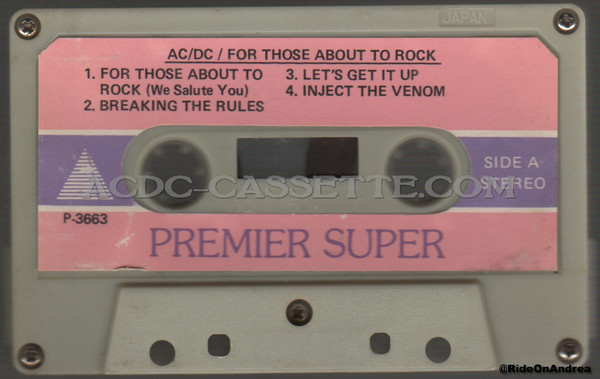 JAPAN
AC/DC / FOR THOSE ABOUT TO ROCK
1. FOR THOSE ABOUT TO
ROCK (We Salute You)
2. BREAKING THE RULES
3. LET'S GET IT UP
4. INJECT THE VENOM
SIDE A
STEREO
ACDC-CASSETTE.COM
P-3663
PREMIER SUPER
@RideOnAndrea